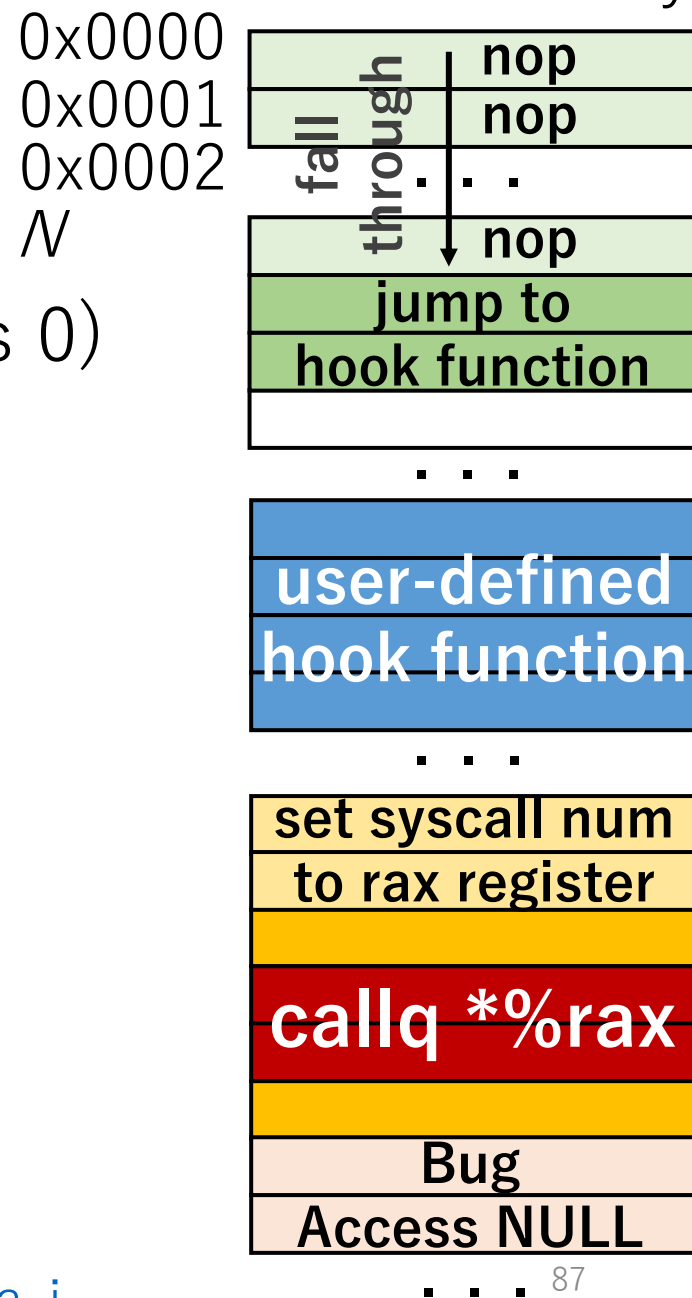 0x0000 nop
0x0001 nop
0x0002 . . .
N nop
fall
through
s 0)
jump to
hook function
. . .
user-defined
hook function
. . .
set syscall num
to rax register
callq *%rax
Bug
Access NULL
. . .
87